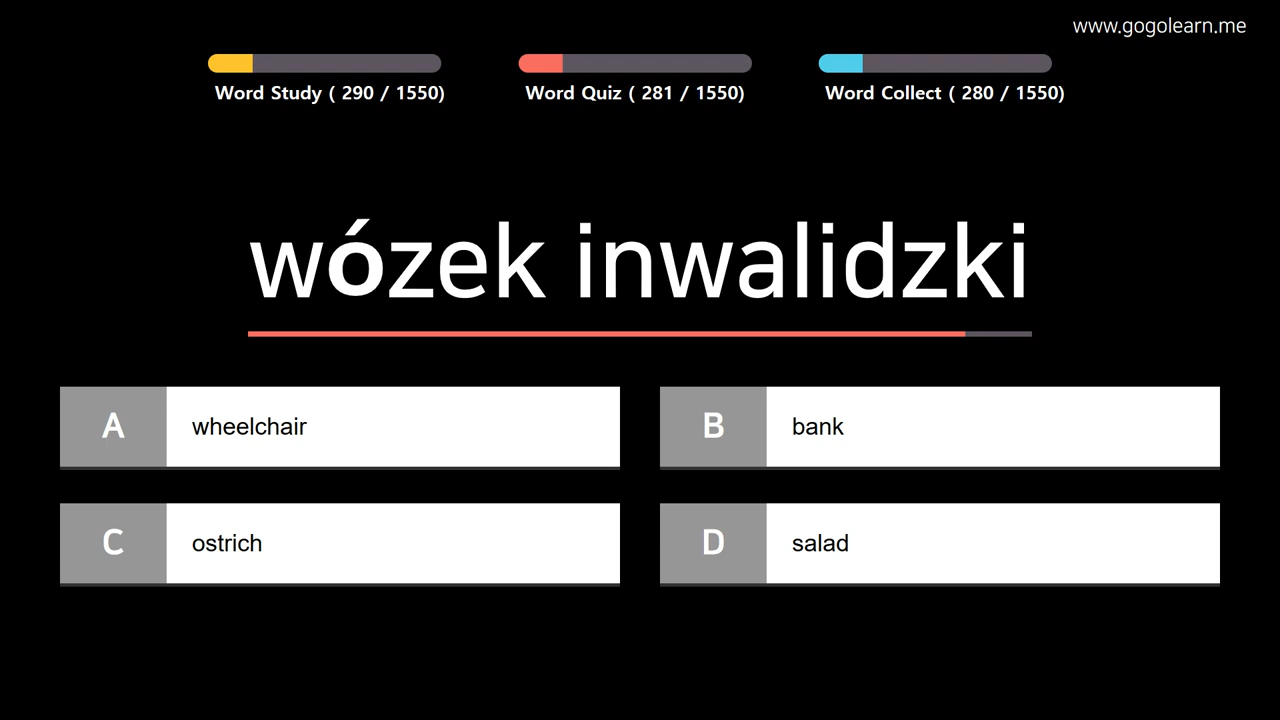 www.gogolearn.me
Word Study ( 290 / 1550)
Word Quiz ( 281 / 1550)
Word Collect ( 280 / 1550)
wózek inwalidzki
A wheelchair
B bank
C ostrich
D salad